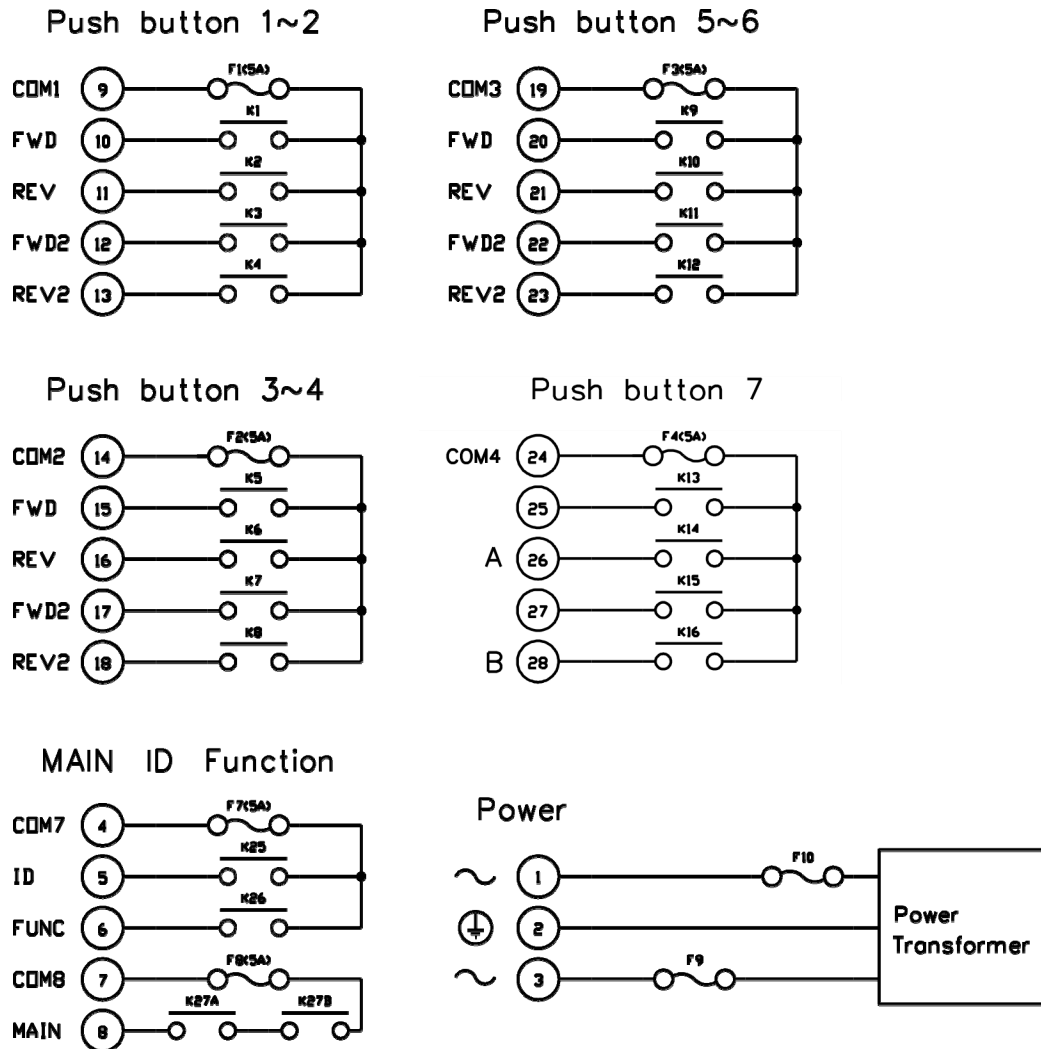 Push button 1~2
F1(5A)
COM1 9
K1
FWD 10
K2
REV 11
K3
FWD2 12
K4
REV2 13
Push button 5~6
F3(5A)
COM3 19
K9
FWD 20
K10
REV 21
K11
FWD2 22
K12
REV2 23
Push button 3~4
F2(5A)
COM2 14
K5
FWD 15
K6
REV 16
K7
FWD2 17
K8
REV2 18
Push button 7
F4(5A)
COM4 24
K13
25
K14
A 26
K15
27
K16
B 28
MAIN ID Function
F7(5A)
COM7 4
K25
ID 5
K26
FUNC 6
F8(5A)
COM8 7
K27A K27B
MAIN 8
Power
F10
~ 1
2
F9
~ 3
Power
Transformer